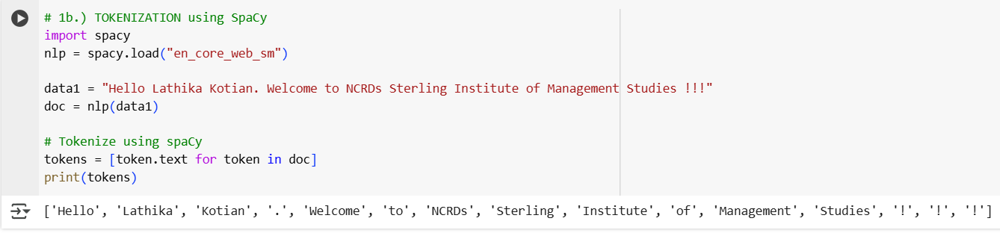 # 1b.) TOKENIZATION using SpaCy
import spacy
nlp = spacy.load("en_core_web_sm")
data1 = "Hello Lathika Kotian. Welcome to NCRDs Sterling Institute of Management Studies !!!"
doc = nlp(data1)
# Tokenize using spaCy
tokens = [token.text for token in doc]
print(tokens)
['Hello', 'Lathika', 'Kotian', '.', 'Welcome', 'to', 'NCRDs', 'Sterling', 'Institute', 'of', 'Management', 'Studies', '!', '!', '!']